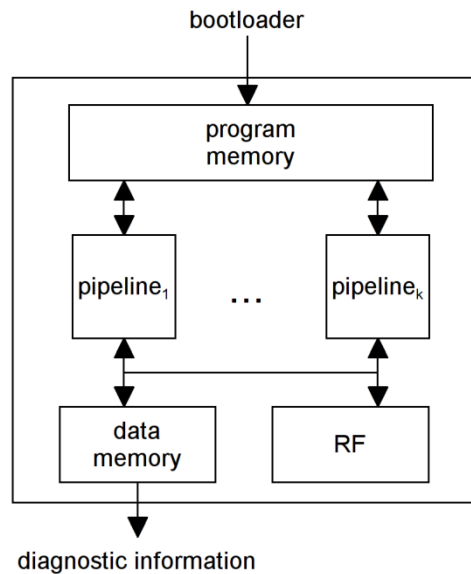 bootloader
program
memory
pipeline₁ ... pipelineₖ
data
memory
RF
diagnostic information